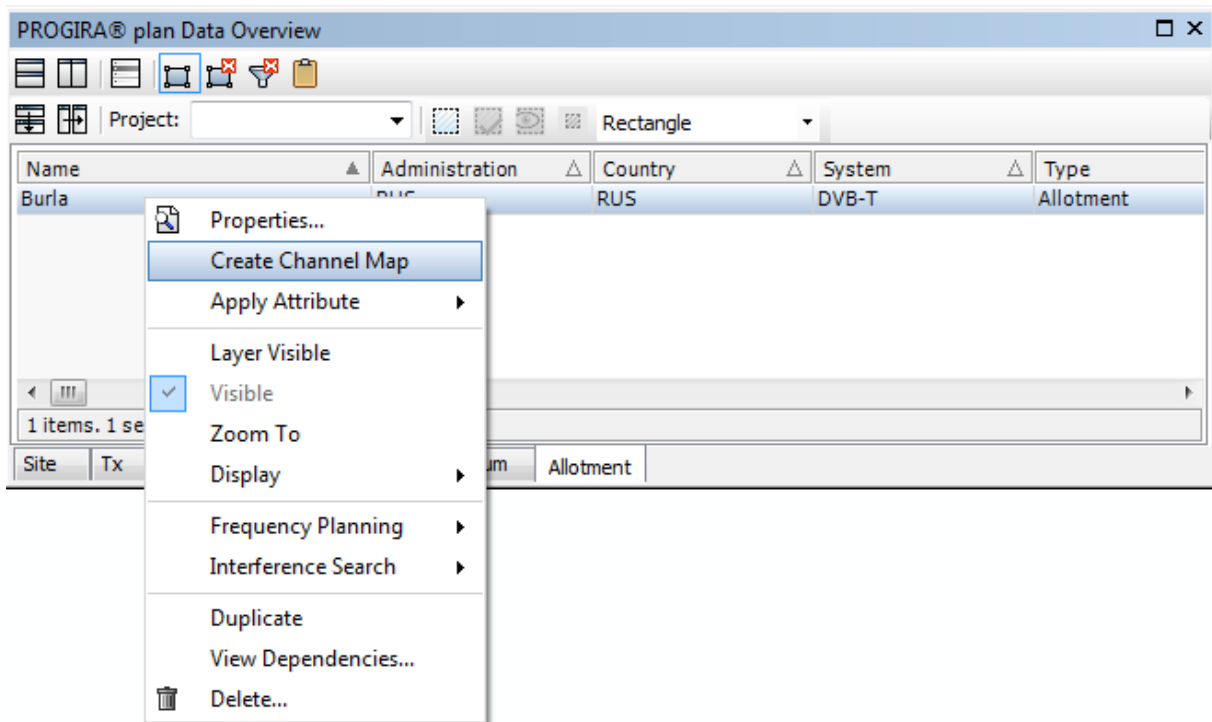 PROGIRA® plan Data Overview
Project: Rectangle
Name Administration Country System Type
Burla RUS RUS DVB-T Allotment
Properties...
Create Channel Map
Apply Attribute
Layer Visible
Visible
1 items. 1 se
Zoom To
Site Tx um Allotment
Display
Frequency Planning
Interference Search
Duplicate
View Dependencies...
Delete...